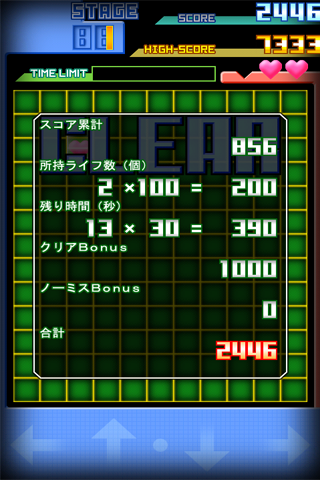 STAGE
SCORE 2446
HIGH-SCORE 7333
TIME LIMIT
CLEAR
スコア累計
856
所持ライフ数（個）
2 ×100 = 200
残り時間（秒）
13 × 30 = 390
クリアBonus
1000
ノーミスBonus
0
合計
2446